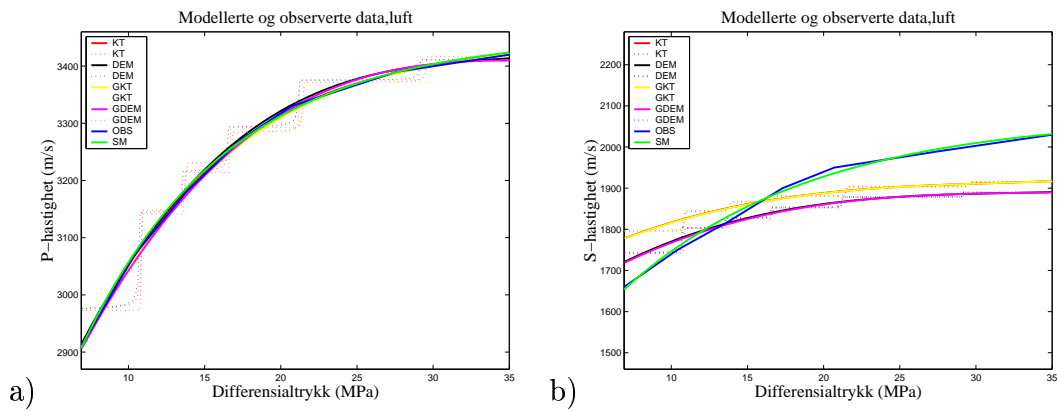 Modellerte og observerte data,luft
KT
KT
DEM
DEM
GKT
GKT
GDEM
GDEM
OBS
SM
3400
3300
3200
3100
3000
2900
P−hastighet (m/s)
10 15 20 25 30 35
Differensialtrykk (MPa)
a)
Modellerte og observerte data,luft
KT
KT
DEM
DEM
GKT
GKT
GDEM
GDEM
OBS
SM
2200
2100
2000
1900
1800
1700
1600
1500
S−hastighet (m/s)
10 15 20 25 30 35
Differensialtrykk (MPa)
b)